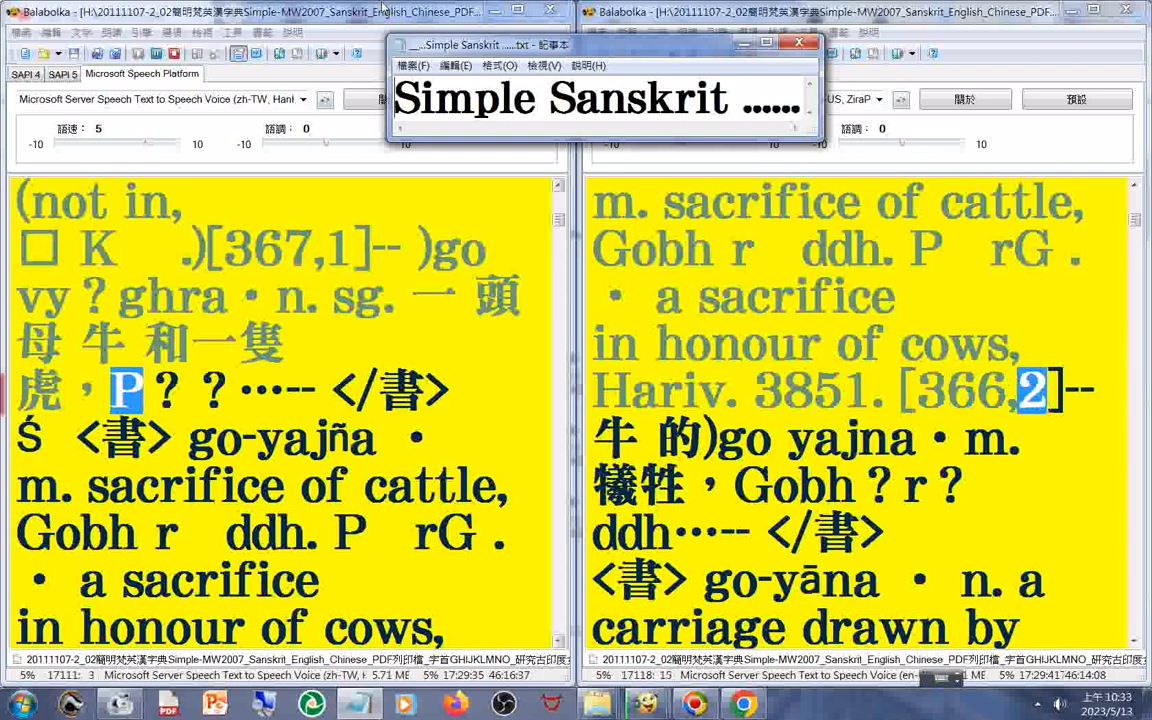 Balabolka - [H:\20111107-2_02簡明梵英漢字典Simple-MW2007_Sanskrit_English_Chinese_PDF...
Balabolka - [H:\20111107-2_02簡明梵英漢字典Simple-MW2007_Sanskrit_English_Chinese_PDF...
__...Simple Sanskrit ......txt - 記事本
檔案(F) 編輯(E) 格式(O) 檢視(V) 說明(H)
Simple Sanskrit ......
SAPI 4 SAPI 5 Microsoft Speech Platform
Microsoft Server Speech Text to Speech Voice (zh-TW, Hanl
US, ZiraP 關於 預設
語速： 5 語調： 0
-10 10 -10
語調： 0
10
(not in,
□ K .)[367,1]-- )go
vy ? ghra • n. sg. 一 頭
母 牛 和一隻
虎，P ? ? …-- </書>
Ś <書> go-yajña •
m. sacrifice of cattle,
Gobh r ddh. P rG .
• a sacrifice
in honour of cows,
m. sacrifice of cattle,
Gobh r ddh. P rG .
• a sacrifice
in honour of cows,
Hariv. 3851. [366,2]--
牛 的)go yajna • m.
犧牲，Gobh ? r ?
ddh…-- </書>
<書> go-yāna • n. a
carriage drawn by
20111107-2_02簡明梵英漢字典Simple-MW2007_Sanskrit_English_Chinese_PDF列印檔_字首GHIJKLMNO_研究古印度
20111107-2_02簡明梵英漢字典Simple-MW2007_Sanskrit_English_Chinese_PDF列印檔_字首GHIJKLMNO_研究古印度
5% 17111: 3 Microsoft Server Speech Text to Speech Voice (zh-TW, H 5.71 ME 5% 17:29:35 46:16:37
5% 17118: 1 Microsoft Server Speech Text to Speech Voice (en- 17:29:41 46:14:08
上午 10:33
2023/5/13